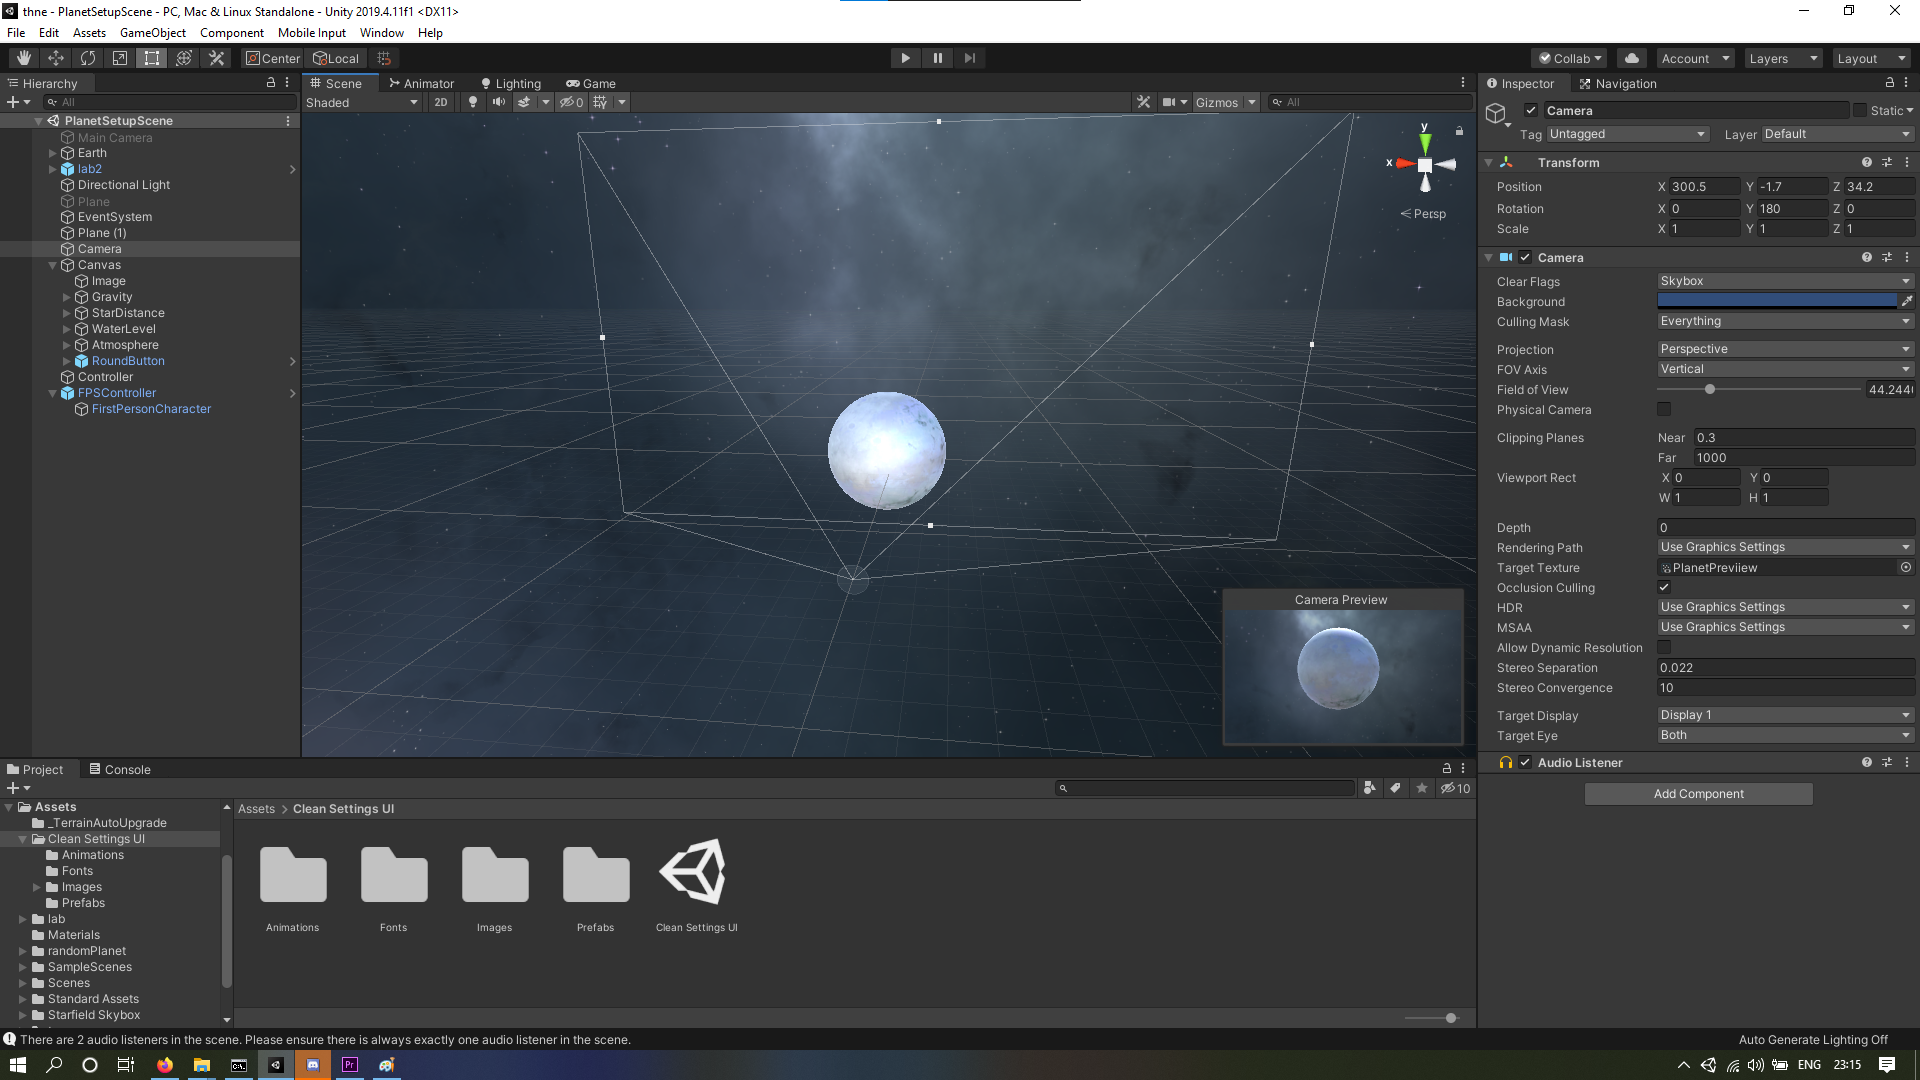 thne - PlanetSetupScene - PC, Mac & Linux Standalone - Unity 2019.4.11f1 <DX11>
File Edit Assets GameObject Component Mobile Input Window Help
Center Local Collab Account Layers Layout
Hierarchy
All
PlanetSetupScene
Main Camera
Earth
lab2
Directional Light
Plane
EventSystem
Plane (1)
Camera
Canvas
Image
Gravity
StarDistance
WaterLevel
Atmosphere
RoundButton
Controller
FPSController
FirstPersonCharacter
Scene Animator Lighting Game
Shaded 2D 0 Gizmos All
y
x
Persp
Camera Preview
Inspector Navigation
Camera Static
Tag Untagged Layer Default
Transform
Position X 300.5 Y -1.7 Z 34.2
Rotation X 0 Y 180 Z 0
Scale X 1 Y 1 Z 1
Camera
Clear Flags Skybox
Background
Culling Mask Everything
Projection Perspective
FOV Axis Vertical
Field of View 44.244
Physical Camera
Clipping Planes Near 0.3
Far 1000
Viewport Rect X 0 Y 0
W 1 H 1
Depth 0
Rendering Path Use Graphics Settings
Target Texture PlanetPreviiew
Occlusion Culling
HDR Use Graphics Settings
MSAA Use Graphics Settings
Allow Dynamic Resolution
Stereo Separation 0.022
Stereo Convergence 10
Target Display Display 1
Target Eye Both
Audio Listener
Add Component
Project Console
10
Assets
_TerrainAutoUpgrade
Clean Settings UI
Animations
Fonts
Images
Prefabs
lab
Materials
randomPlanet
SampleScenes
Scenes
Standard Assets
Starfield Skybox
Assets > Clean Settings UI
Animations Fonts Images Prefabs Clean Settings UI
There are 2 audio listeners in the scene. Please ensure there is always exactly one audio listener in the scene.
Auto Generate Lighting Off
Pr
ENG 23:15